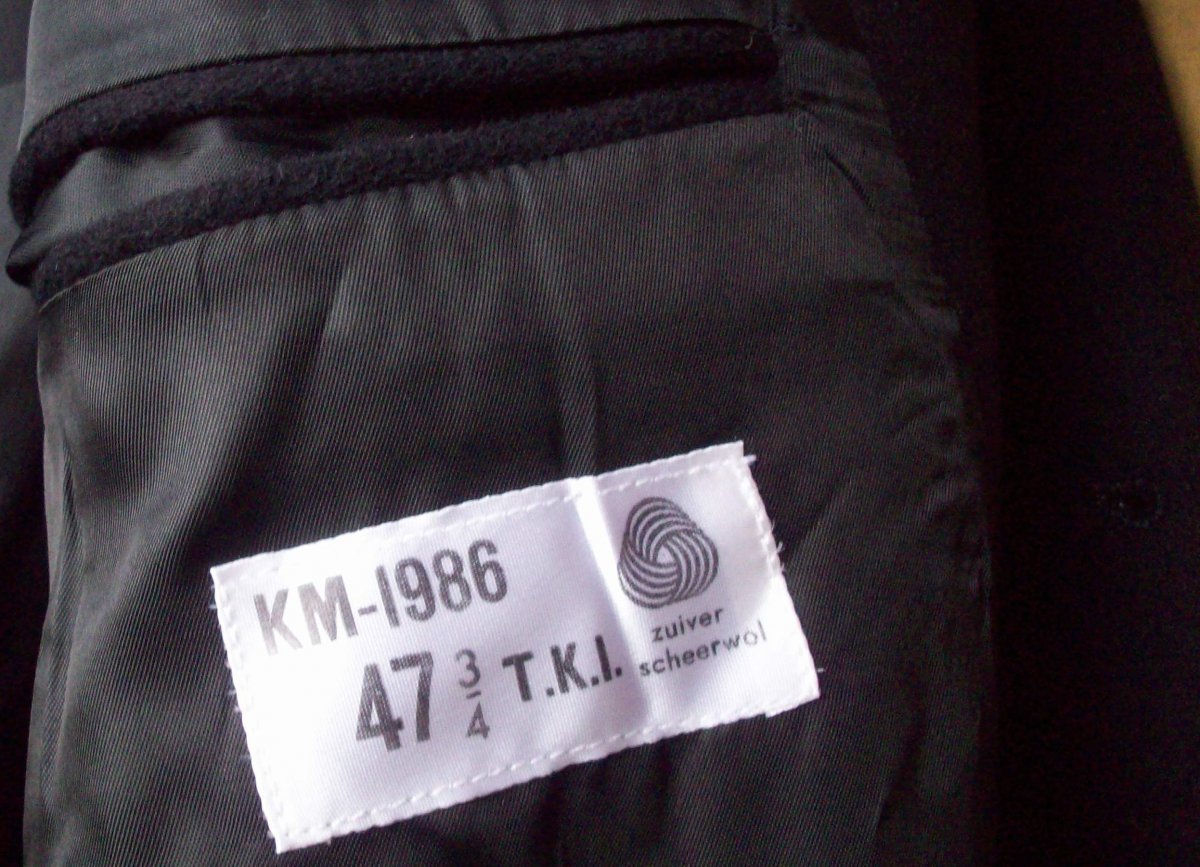 KM-1986
47 3/4 T.K.I.
zuiver
scheerwol